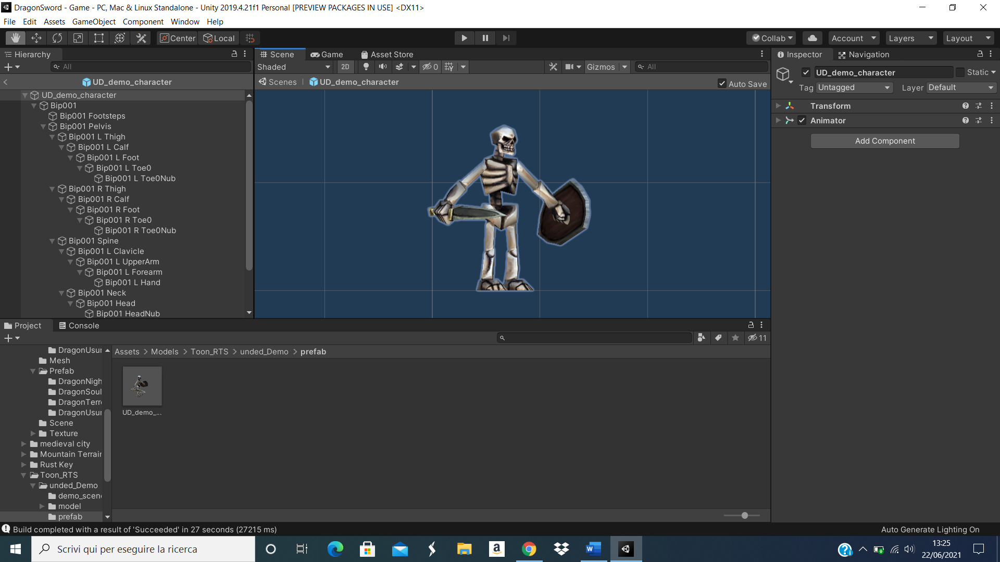 DragonSword - Game - PC, Mac & Linux Standalone - Unity 2019.4.21f1 Personal [PREVIEW PACKAGES IN USE] <DX11>
File Edit Assets GameObject Component Window Help
Center Local Collab Account Layers Layout
Hierarchy
All
UD_demo_character
UD_demo_character
Bip001
Bip001 Footsteps
Bip001 Pelvis
Bip001 L Thigh
Bip001 L Calf
Bip001 L Foot
Bip001 L Toe0
Bip001 L Toe0Nub
Bip001 R Thigh
Bip001 R Calf
Bip001 R Foot
Bip001 R Toe0
Bip001 R Toe0Nub
Bip001 Spine
Bip001 L Clavicle
Bip001 L UpperArm
Bip001 L Forearm
Bip001 L Hand
Bip001 Neck
Bip001 Head
Bip001 HeadNub
Scene Game Asset Store
Shaded 2D 0 Gizmos All
Scenes UD_demo_character Auto Save
Inspector Navigation
UD_demo_character Static
Tag Untagged Layer Default
Transform
Animator
Add Component
Project Console
11
DragonUsur
Mesh
Prefab
DragonNigh
DragonSoul
DragonTerr
DragonUsur
Scene
Texture
medieval city
Mountain Terrair
Rust Key
Toon_RTS
unded_Demo
demo_scen
model
prefab
Assets > Models > Toon_RTS > unded_Demo > prefab
UD_demo_...
Build completed with a result of 'Succeeded' in 27 seconds (27215 ms)
Auto Generate Lighting On
Scrivi qui per eseguire la ricerca
13:25
22/06/2021